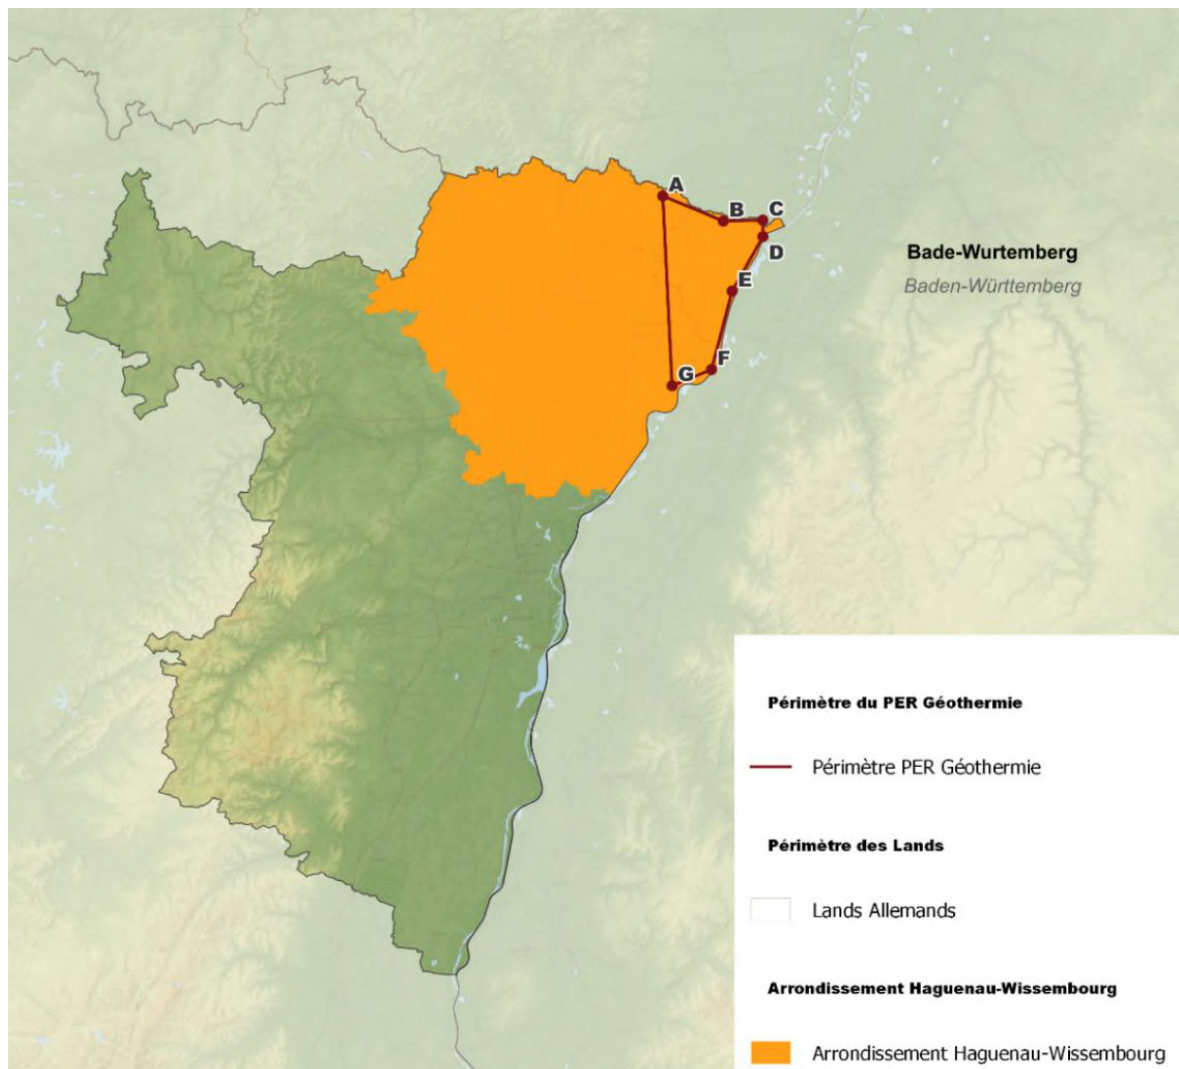 A
B
C
D
E
F
G
Bade-Wurtemberg
Baden-Württemberg
Périmètre du PER Géothermie
Périmètre PER Géothermie
Périmètre des Lands
Lands Allemands
Arrondissement Haguenau-Wissembourg
Arrondissement Haguenau-Wissembourg